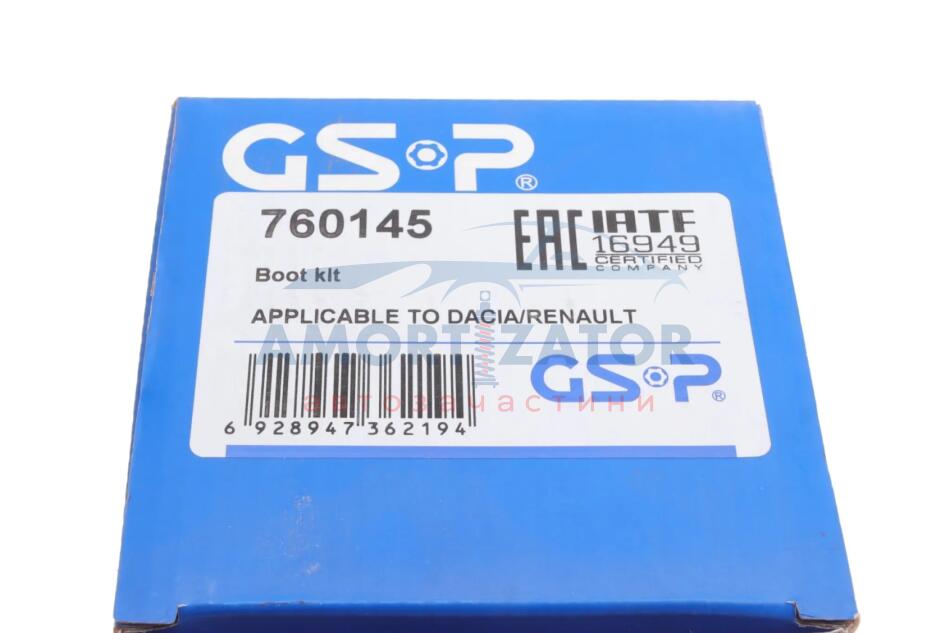 GSP®
760145
EAC
IATF
16949
CERTIFIED
COMPANY
Boot kit
APPLICABLE TO DACIA/RENAULT
AMORTIZATOR
автозапчастини
GSP®
6 928947 362194